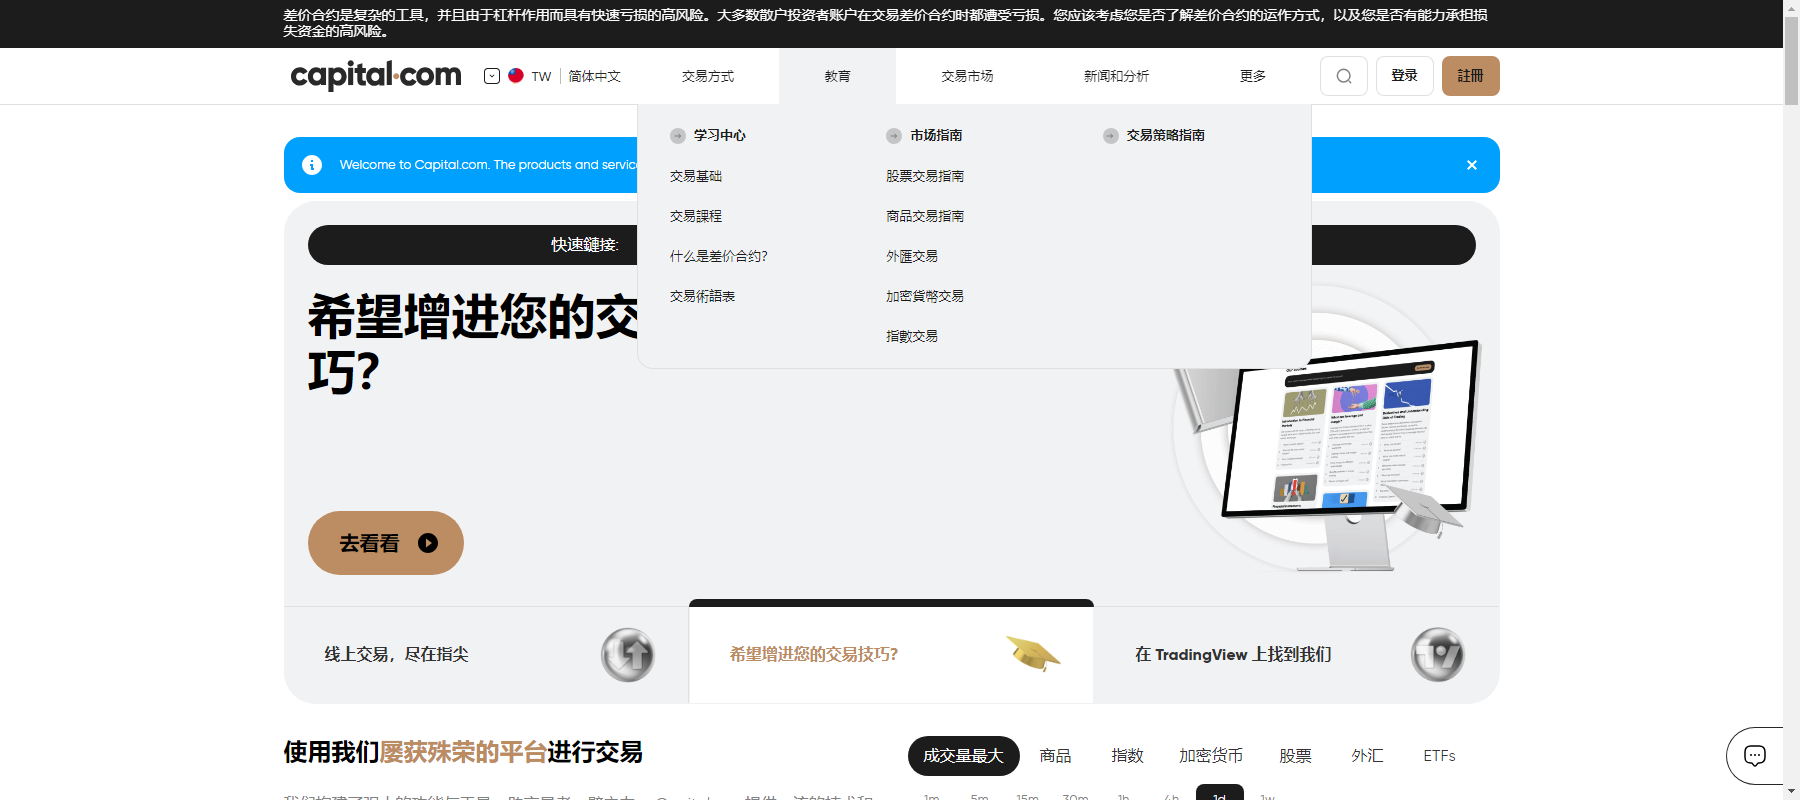 差价合约是复杂的工具，并且由于杠杆作用而具有快速亏损的高风险。大多数散户投资者账户在交易差价合约时都遭受亏损。您应该考虑您是否了解差价合约的运作方式，以及您是否有能力承担损
失资金的高风险。
capital.com TW 简体中文 交易方式 教育 交易市场 新闻和分析 更多 登录 註冊
学习中心 市场指南 交易策略指南
Welcome to Capital.com. The products and servic
交易基础 股票交易指南
交易課程 商品交易指南
快速鏈接:
什么是差价合约? 外匯交易
交易術語表 加密貨幣交易
希望增进您的交
指數交易
巧?
去看看
线上交易，尽在指尖 希望增进您的交易技巧? 在 TradingView 上找到我们
使用我们屡获殊荣的平台进行交易
成交量最大 商品 指数 加密货币 股票 外汇 ETFs
1m 5m 15m 30m 1h 4h 1d 1w